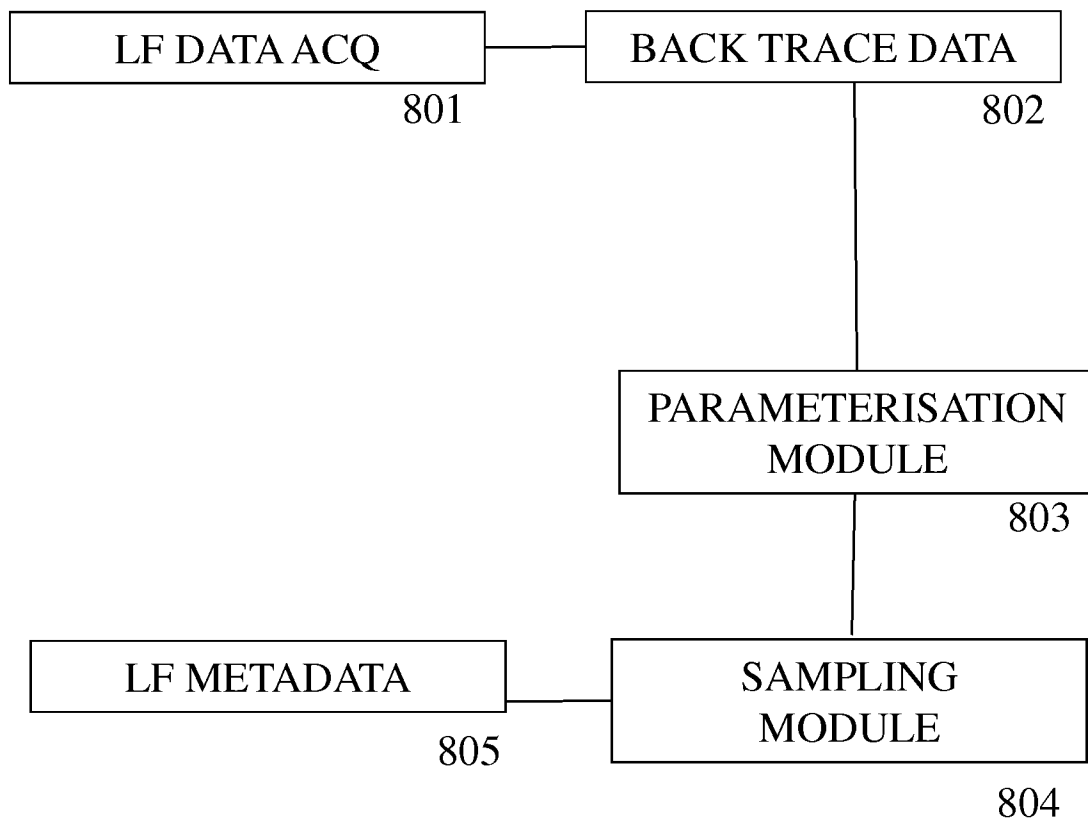 LF DATA ACQ
801
BACK TRACE DATA
802
PARAMETERISATION
MODULE
803
SAMPLING
MODULE
804
LF METADATA
805